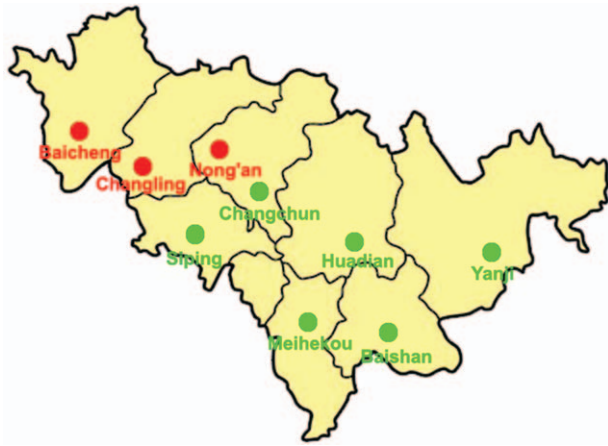 Baicheng
Nong'an
Changling
Changchun
Siping
Huadian
Yanji
Meihekou
Baishan